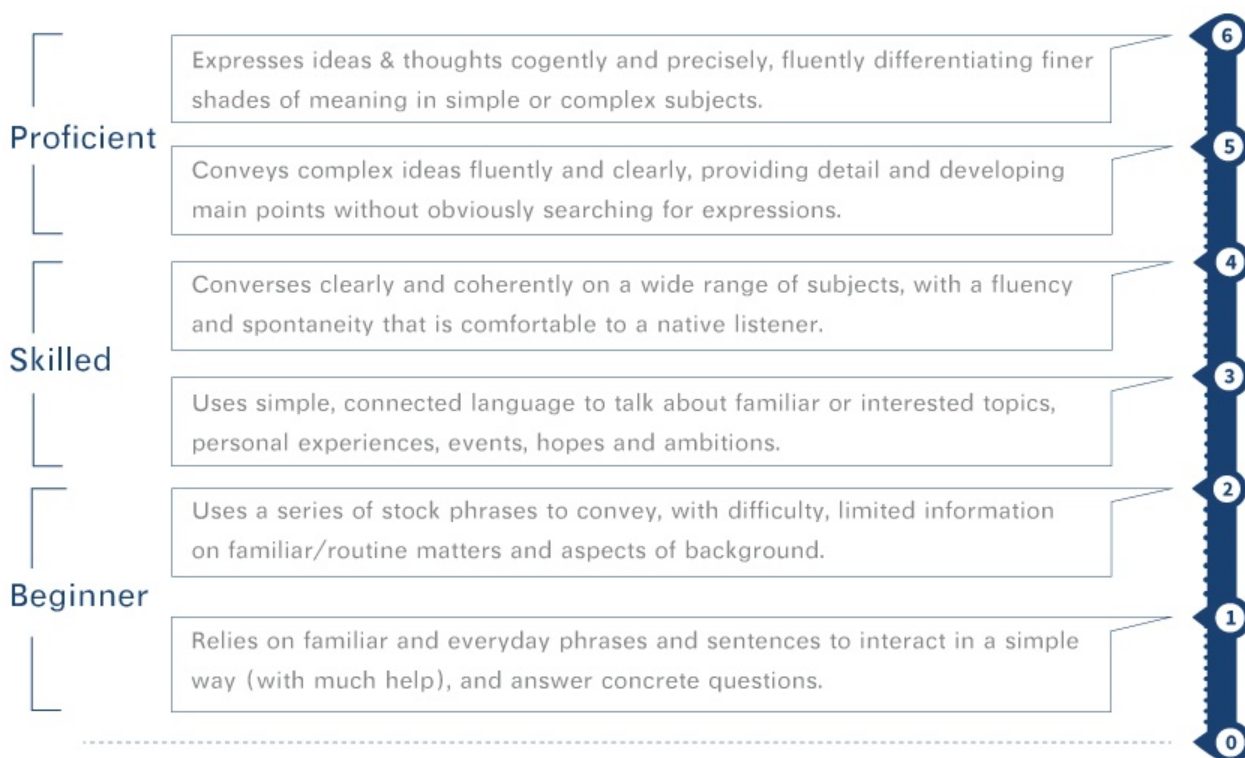 6
Expresses ideas & thoughts cogently and precisely, fluently differentiating finer
shades of meaning in simple or complex subjects.
Proficient
5
Conveys complex ideas fluently and clearly, providing detail and developing
main points without obviously searching for expressions.
4
Converses clearly and coherently on a wide range of subjects, with a fluency
and spontaneity that is comfortable to a native listener.
Skilled
3
Uses simple, connected language to talk about familiar or interested topics,
personal experiences, events, hopes and ambitions.
2
Uses a series of stock phrases to convey, with difficulty, limited information
on familiar/routine matters and aspects of background.
Beginner
1
Relies on familiar and everyday phrases and sentences to interact in a simple
way (with much help), and answer concrete questions.
0